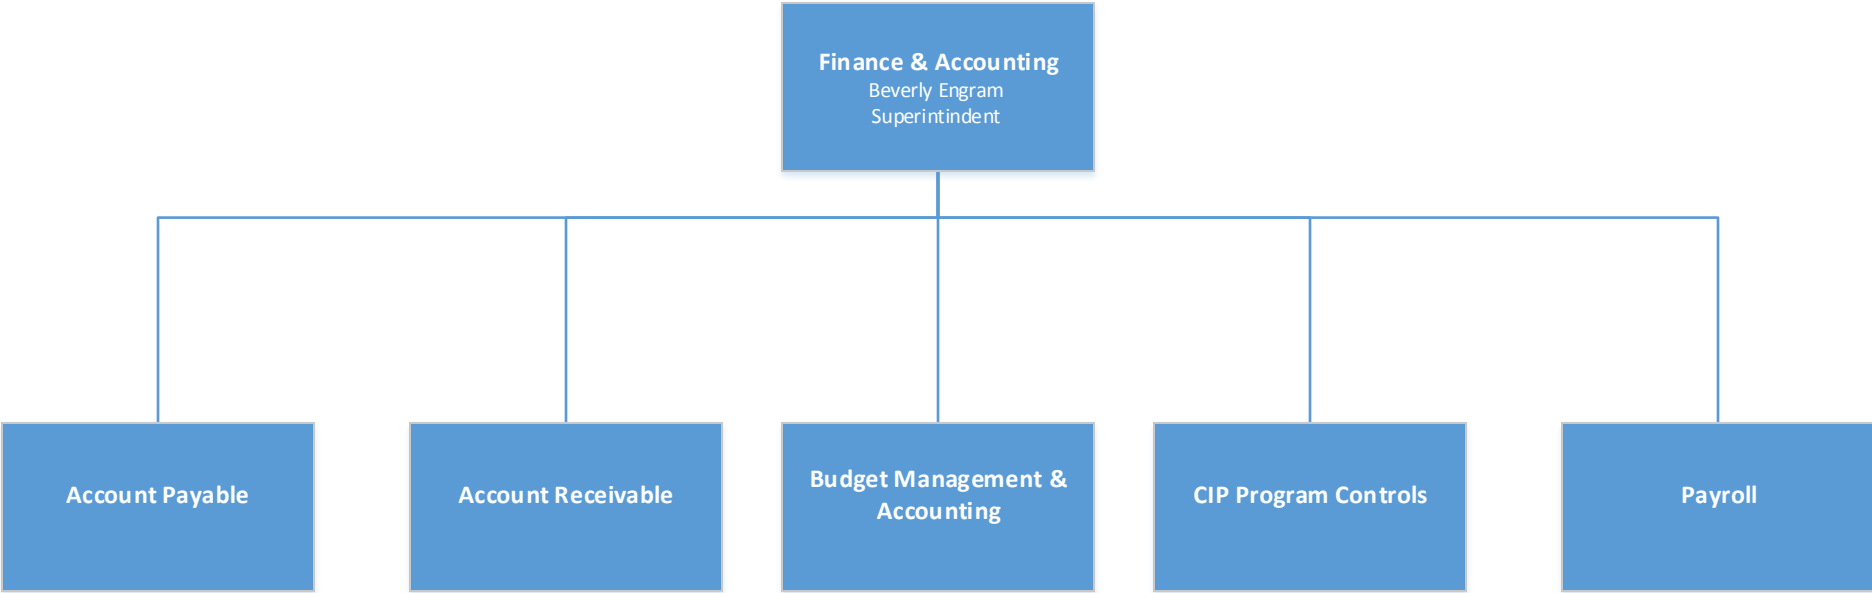 Finance & Accounting
Beverly Engram
Superintindent
Account Payable
Account Receivable
Budget Management &
Accounting
CIP Program Controls
Payroll